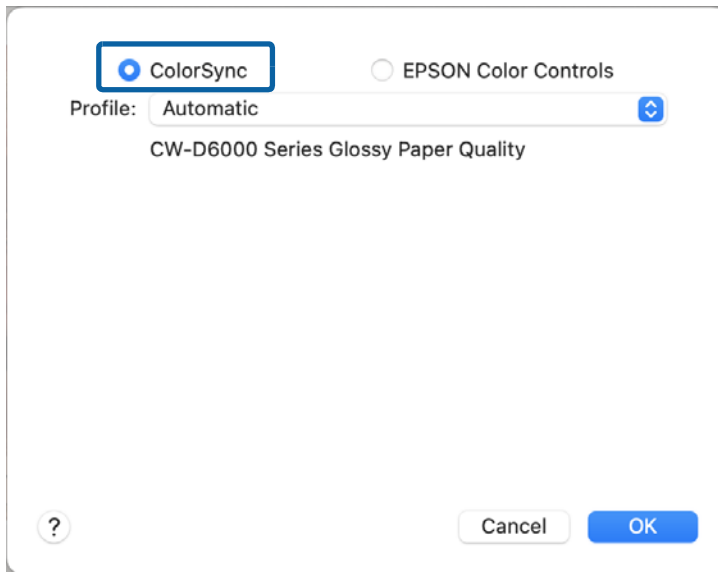 ColorSync EPSON Color Controls
Profile: Automatic
CW-D6000 Series Glossy Paper Quality
? Cancel OK